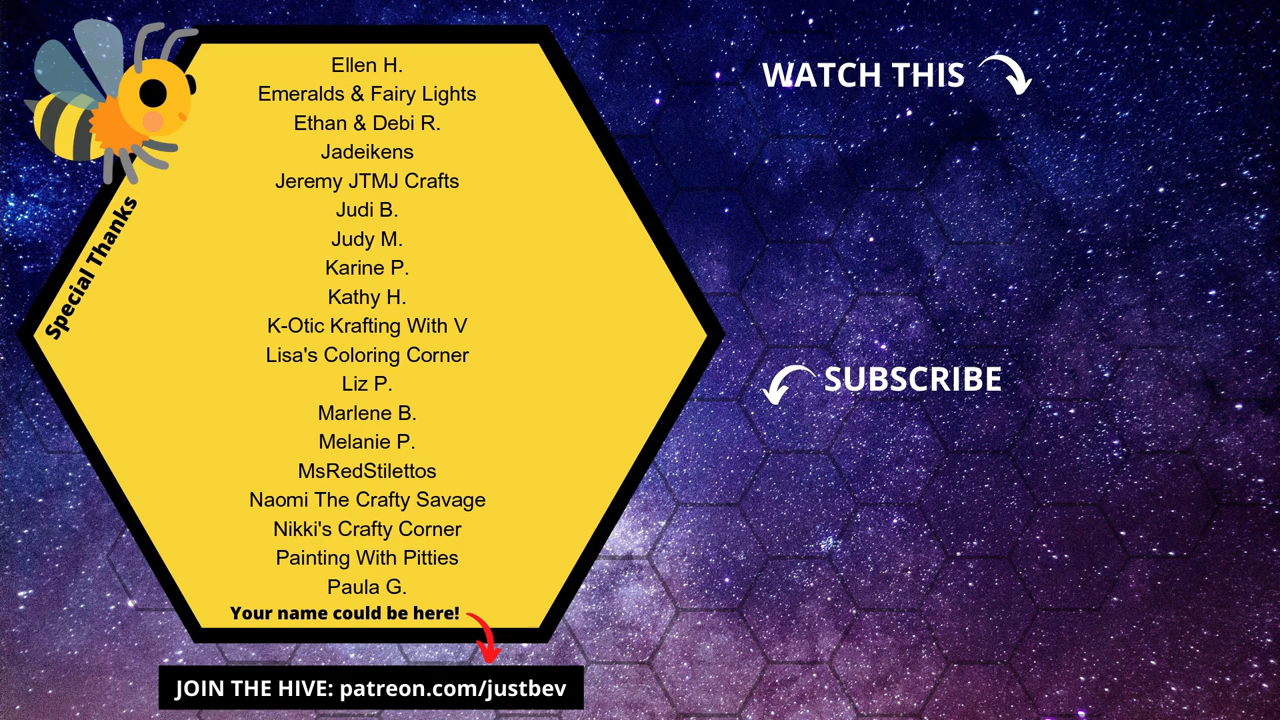 Special Thanks
Ellen H.
Emeralds & Fairy Lights
Ethan & Debi R.
Jadeikens
Jeremy JTMJ Crafts
Judi B.
Judy M.
Karine P.
Kathy H.
K-Otic Krafting With V
Lisa's Coloring Corner
Liz P.
Marlene B.
Melanie P.
MsRedStilettos
Naomi The Crafty Savage
Nikki's Crafty Corner
Painting With Pitties
Paula G.
Your name could be here!
JOIN THE HIVE: patreon.com/justbev
WATCH THIS
SUBSCRIBE